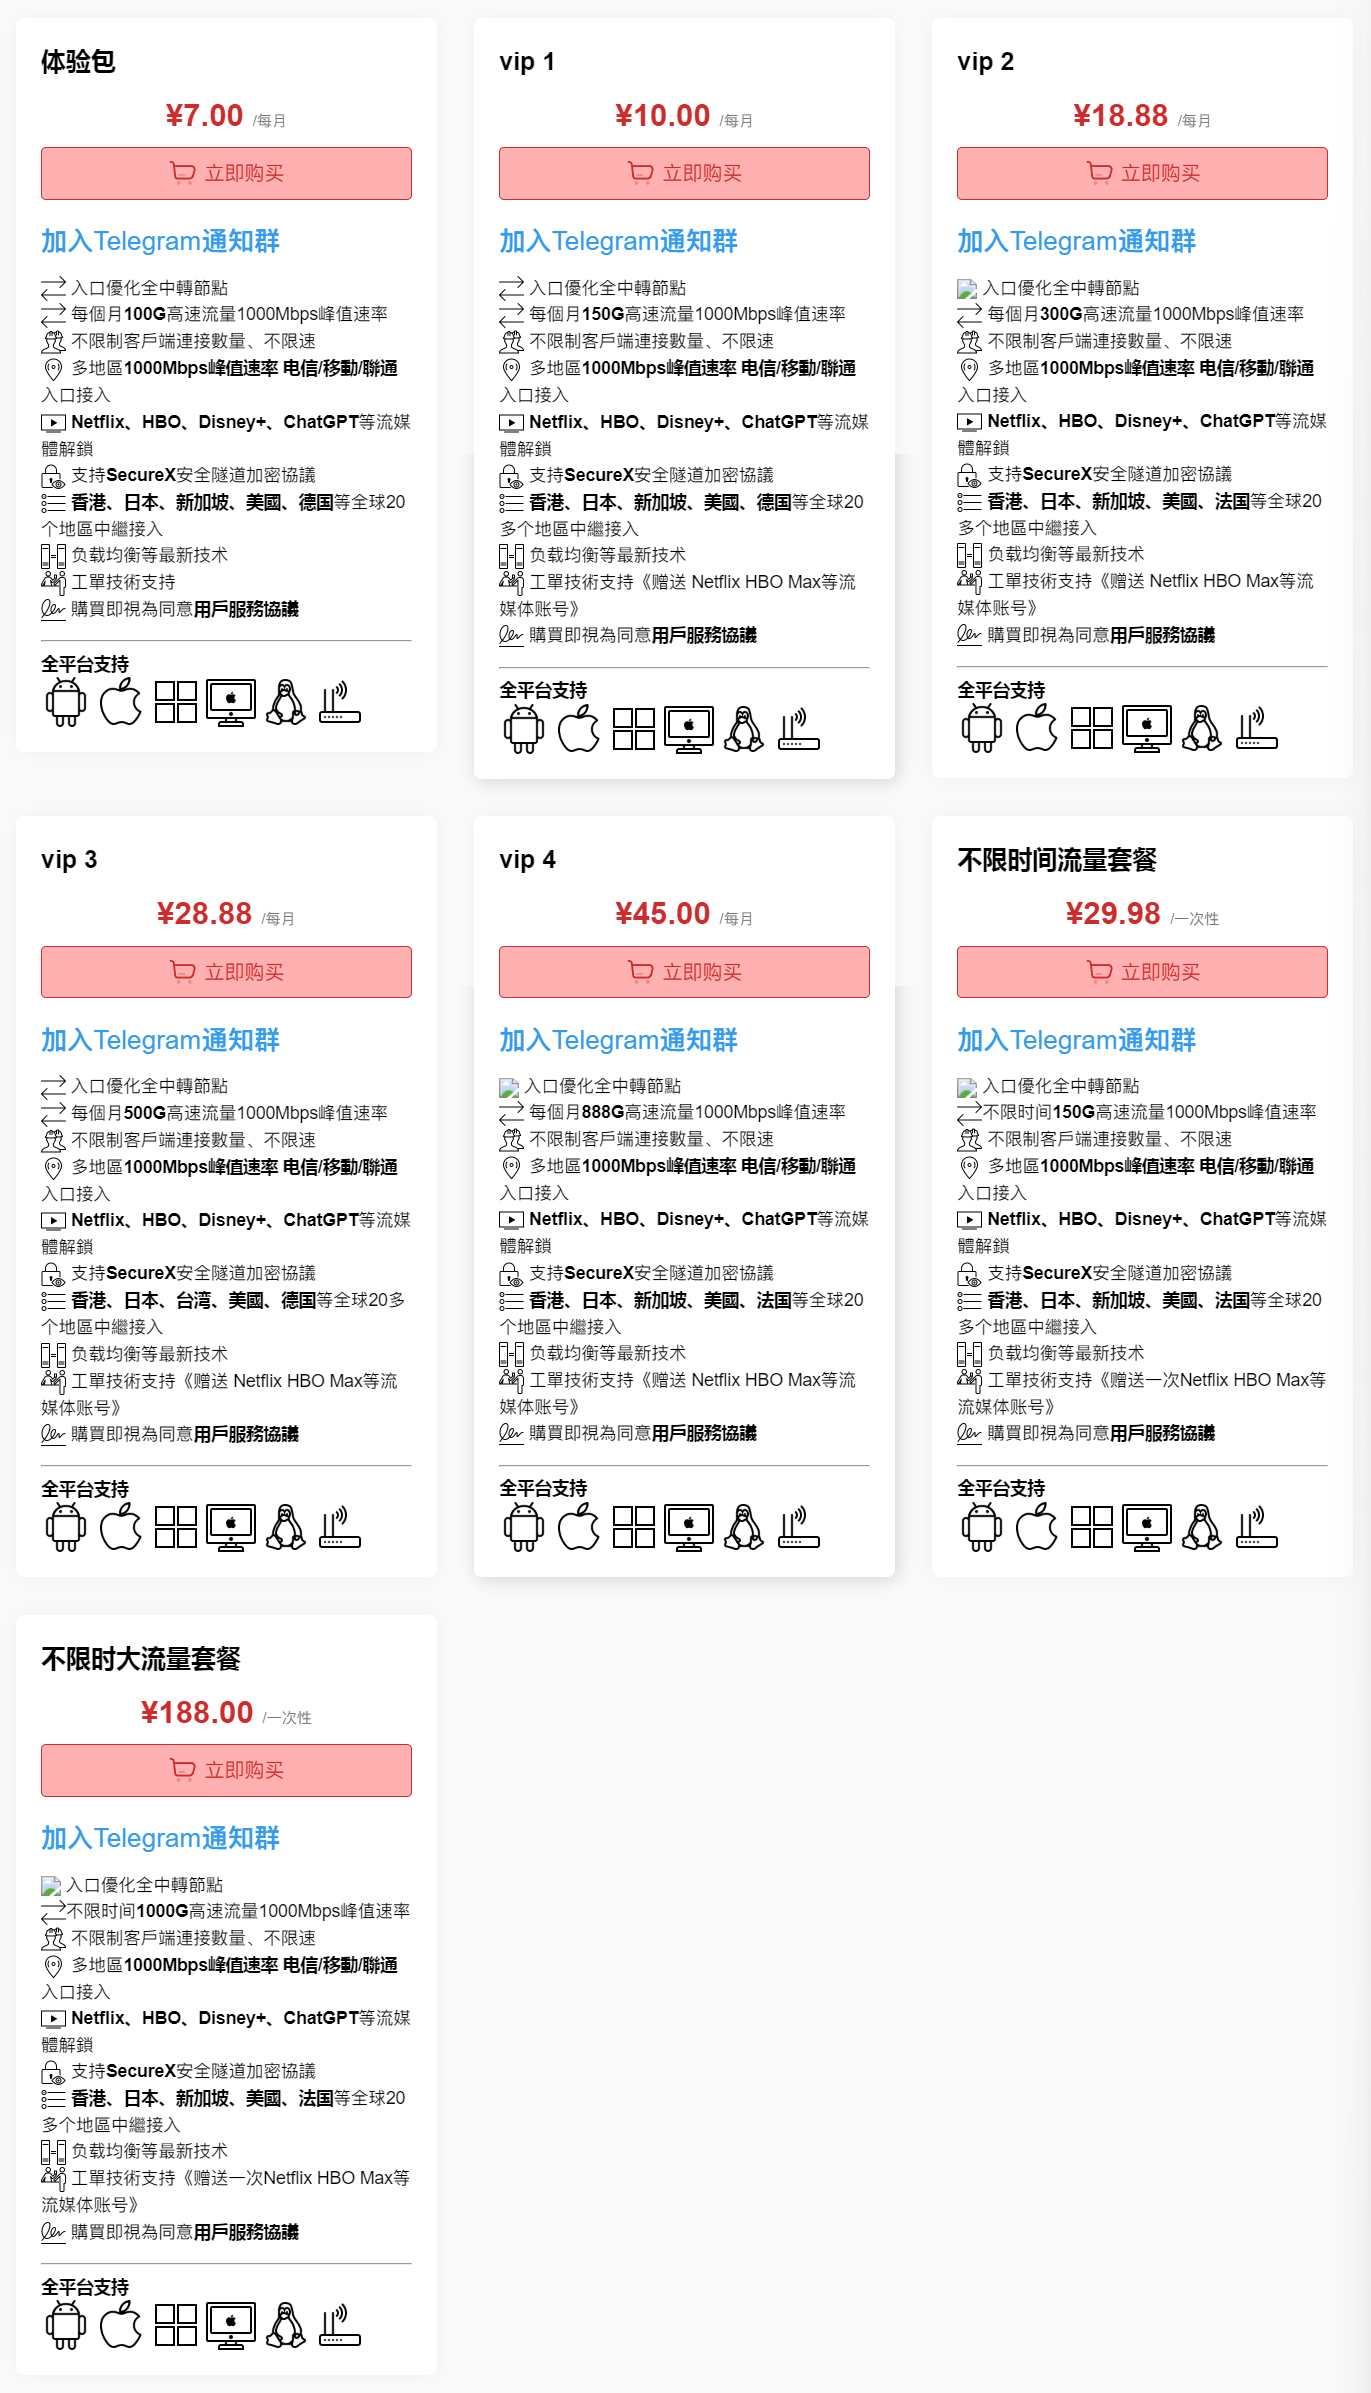 体验包
¥7.00 /每月
立即购买
加入Telegram通知群
入口優化全中轉節點
每個月100G高速流量1000Mbps峰值速率
不限制客戶端連接數量、不限速
多地區1000Mbps峰值速率 电信/移動/聯通
入口接入
Netflix、HBO、Disney+、ChatGPT等流媒
體解鎖
支持SecureX安全隧道加密協議
香港、日本、新加坡、美國、德国等全球20
个地區中繼接入
负载均衡等最新技术
工單技術支持
購買即視為同意用戶服務協議
全平台支持
vip 1
¥10.00 /每月
立即购买
加入Telegram通知群
入口優化全中轉節點
每個月150G高速流量1000Mbps峰值速率
不限制客戶端連接數量、不限速
多地區1000Mbps峰值速率 电信/移動/聯通
入口接入
Netflix、HBO、Disney+、ChatGPT等流媒
體解鎖
支持SecureX安全隧道加密協議
香港、日本、新加坡、美國、德国等全球20
多个地區中繼接入
负载均衡等最新技术
工單技術支持《赠送 Netflix HBO Max等流
媒体账号》
購買即視為同意用戶服務協議
全平台支持
vip 2
¥18.88 /每月
立即购买
加入Telegram通知群
入口優化全中轉節點
每個月300G高速流量1000Mbps峰值速率
不限制客戶端連接數量、不限速
多地區1000Mbps峰值速率 电信/移動/聯通
入口接入
Netflix、HBO、Disney+、ChatGPT等流媒
體解鎖
支持SecureX安全隧道加密協議
香港、日本、新加坡、美國、法国等全球20
多个地區中繼接入
负载均衡等最新技术
工單技術支持《赠送 Netflix HBO Max等流
媒体账号》
購買即視為同意用戶服務協議
全平台支持
vip 3
¥28.88 /每月
立即购买
加入Telegram通知群
入口優化全中轉節點
每個月500G高速流量1000Mbps峰值速率
不限制客戶端連接數量、不限速
多地區1000Mbps峰值速率 电信/移動/聯通
入口接入
Netflix、HBO、Disney+、ChatGPT等流媒
體解鎖
支持SecureX安全隧道加密協議
香港、日本、台湾、美國、德国等全球20多
个地區中繼接入
负载均衡等最新技术
工單技術支持《赠送 Netflix HBO Max等流
媒体账号》
購買即視為同意用戶服務協議
全平台支持
vip 4
¥45.00 /每月
立即购买
加入Telegram通知群
入口優化全中轉節點
每個月888G高速流量1000Mbps峰值速率
不限制客戶端連接數量、不限速
多地區1000Mbps峰值速率 电信/移動/聯通
入口接入
Netflix、HBO、Disney+、ChatGPT等流媒
體解鎖
支持SecureX安全隧道加密協議
香港、日本、新加坡、美國、法国等全球20
个地區中繼接入
负载均衡等最新技术
工單技術支持《赠送 Netflix HBO Max等流
媒体账号》
購買即視為同意用戶服務協議
全平台支持
不限时间流量套餐
¥29.98 /一次性
立即购买
加入Telegram通知群
入口優化全中轉節點
不限时间150G高速流量1000Mbps峰值速率
不限制客戶端連接數量、不限速
多地區1000Mbps峰值速率 电信/移動/聯通
入口接入
Netflix、HBO、Disney+、ChatGPT等流媒
體解鎖
支持SecureX安全隧道加密協議
香港、日本、新加坡、美國、法国等全球20
多个地區中繼接入
负载均衡等最新技术
工單技術支持《赠送一次Netflix HBO Max等
流媒体账号》
購買即視為同意用戶服務協議
全平台支持
不限时大流量套餐
¥188.00 /一次性
立即购买
加入Telegram通知群
入口優化全中轉節點
不限时间1000G高速流量1000Mbps峰值速率
不限制客戶端連接數量、不限速
多地區1000Mbps峰值速率 电信/移動/聯通
入口接入
Netflix、HBO、Disney+、ChatGPT等流媒
體解鎖
支持SecureX安全隧道加密協議
香港、日本、新加坡、美國、法国等全球20
多个地區中繼接入
负载均衡等最新技术
工單技術支持《赠送一次Netflix HBO Max等
流媒体账号》
購買即視為同意用戶服務協議
全平台支持